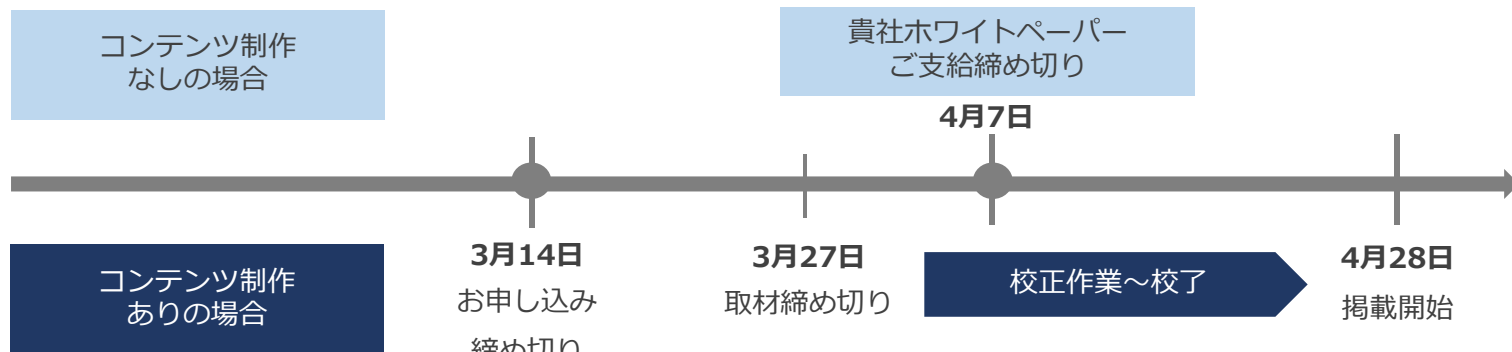 コンテンツ制作
なしの場合
貴社ホワイトペーパー
ご支給締め切り
4月7日
コンテンツ制作
ありの場合
3月14日
お申し込み
締め切り
3月27日
取材締め切り
校正作業～校了
4月28日
掲載開始